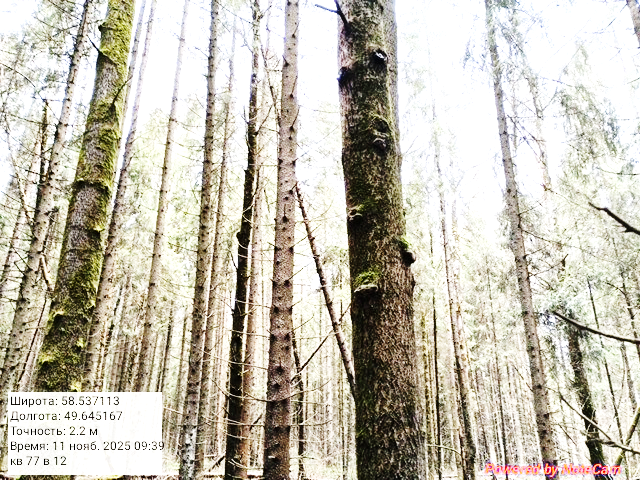 Широта: 58.537113
Долгота: 49.645167
Точность: 2.2 м
Время: 11 нояб. 2025 09:39
кв 77 в 12
Powered by NoteCam